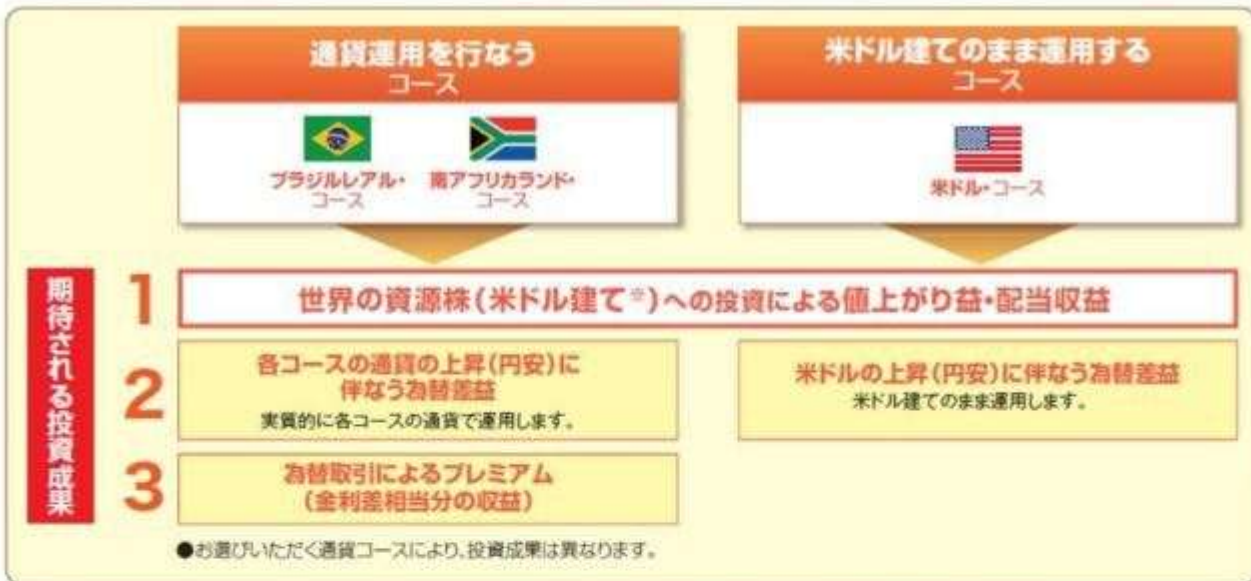 通貨運用を行なう
コース
米ドル建てのまま運用する
コース
ブラジルレアル・
コース
南アフリカランド・
コース
米ドル・コース
期待される投資成果
1
世界の資源株(米ドル建て※)への投資による値上がり益・配当収益
2
各コースの通貨の上昇(円安)に
伴なう為替差益
実質的に各コースの通貨で運用します。
米ドルの上昇(円安)に伴なう為替差益
米ドル建てのまま運用します。
3
為替取引によるプレミアム
(金利差相当分の収益)
●お選びいただく通貨コースにより、投資成果は異なります。